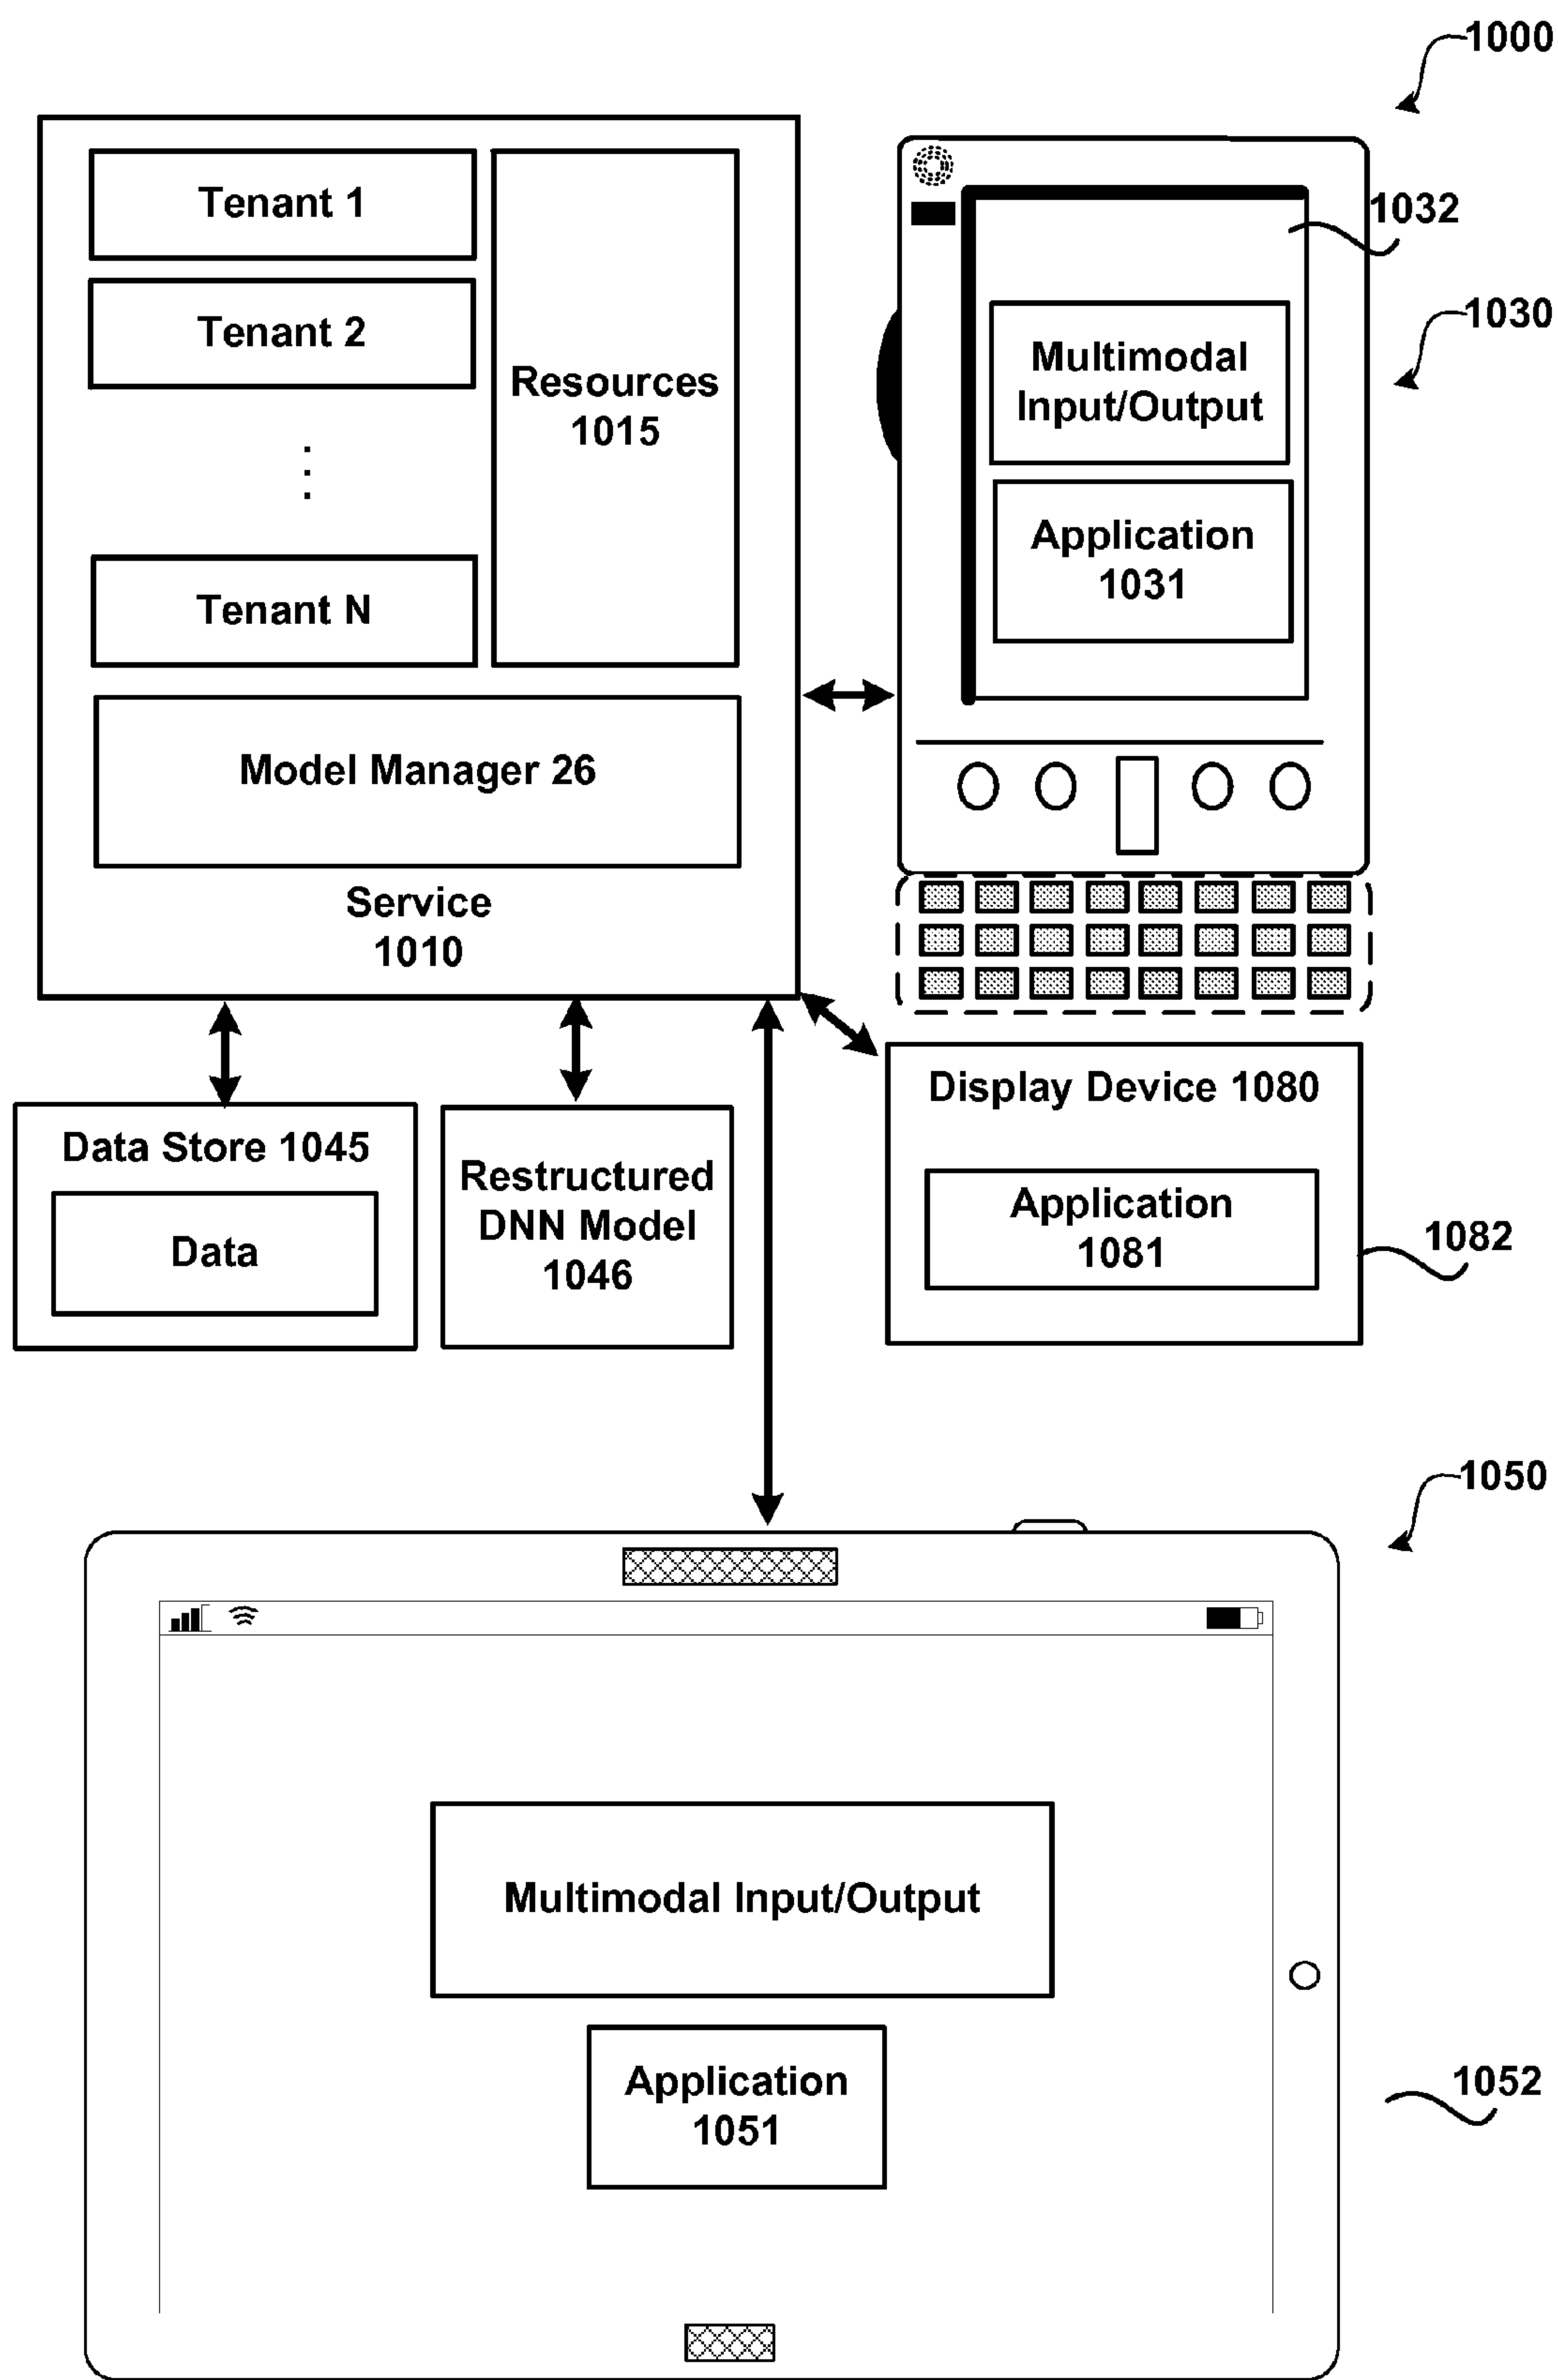 1000
Tenant 1
Tenant 2
⋮
Tenant N
Resources
1015
Model Manager 26
Service
1010
1032
1030
Multimodal
Input/Output
Application
1031
Data Store 1045
Data
Restructured
DNN Model
1046
Display Device 1080
Application
1081
1082
1050
Multimodal Input/Output
Application
1051
1052